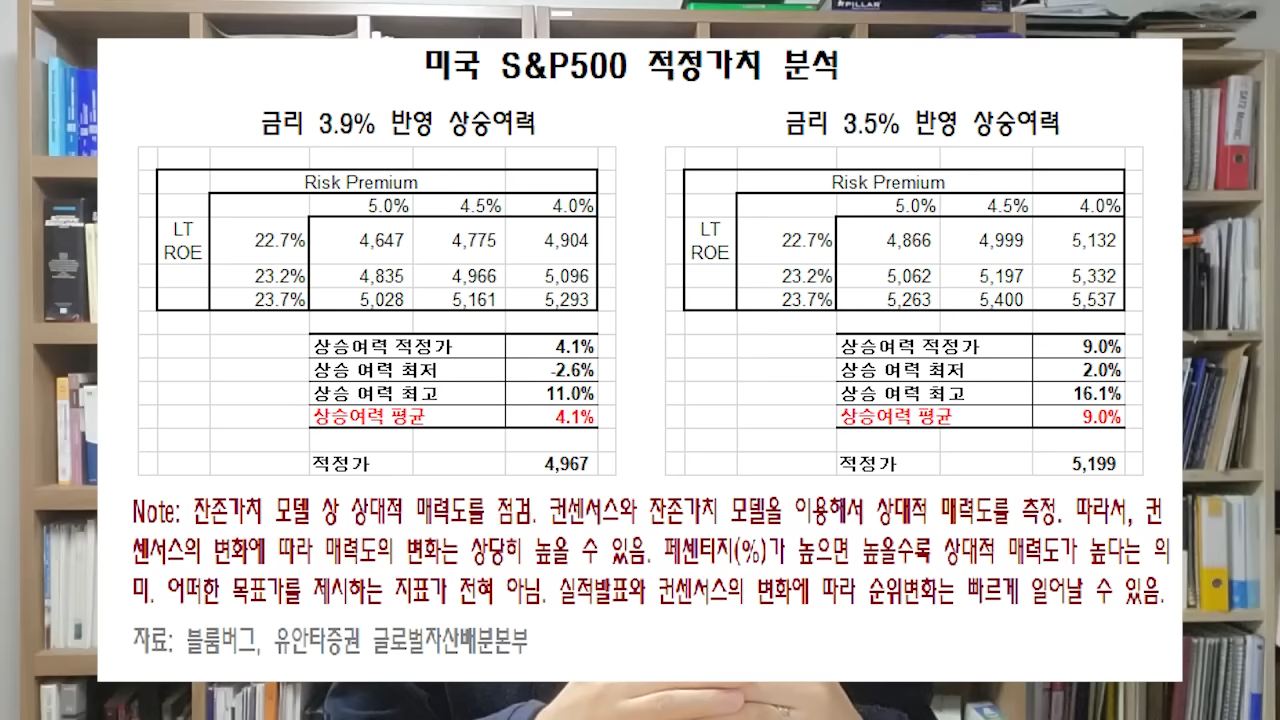 PILLAR
미국 S&P500 적정가치 분석
금리 3.9% 반영 상승여력
Risk Premium
5.0% 4.5% 4.0%
LT ROE
22.7% 4,647 4,775 4,904
23.2% 4,835 4,966 5,096
23.7% 5,028 5,161 5,293
상승여력 적정가 4.1%
상승 여력 최저 -2.6%
상승 여력 최고 11.0%
상승여력 평균 4.1%
적정가 4,967
금리 3.5% 반영 상승여력
Risk Premium
5.0% 4.5% 4.0%
LT ROE
22.7% 4,866 4,999 5,132
23.2% 5,062 5,197 5,332
23.7% 5,263 5,400 5,537
상승여력 적정가 9.0%
상승 여력 최저 2.0%
상승 여력 최고 16.1%
상승여력 평균 9.0%
적정가 5,199
Note: 잔존가치 모델 상 상대적 매력도를 점검. 컨센서스와 잔존가치 모델을 이용해서 상대적 매력도를 측정. 따라서, 컨
센서스의 변화에 따라 매력도의 변화는 상당히 높을 수 있음. 퍼센티지(%)가 높으면 높을수록 상대적 매력도가 높다는 의
미. 어떠한 목표가를 제시하는 지표가 전혀 아님. 실적발표와 컨센서스의 변화에 따라 순위변화는 빠르게 일어날 수 있음.
자료: 블룸버그, 유안타증권 글로벌자산배분본부